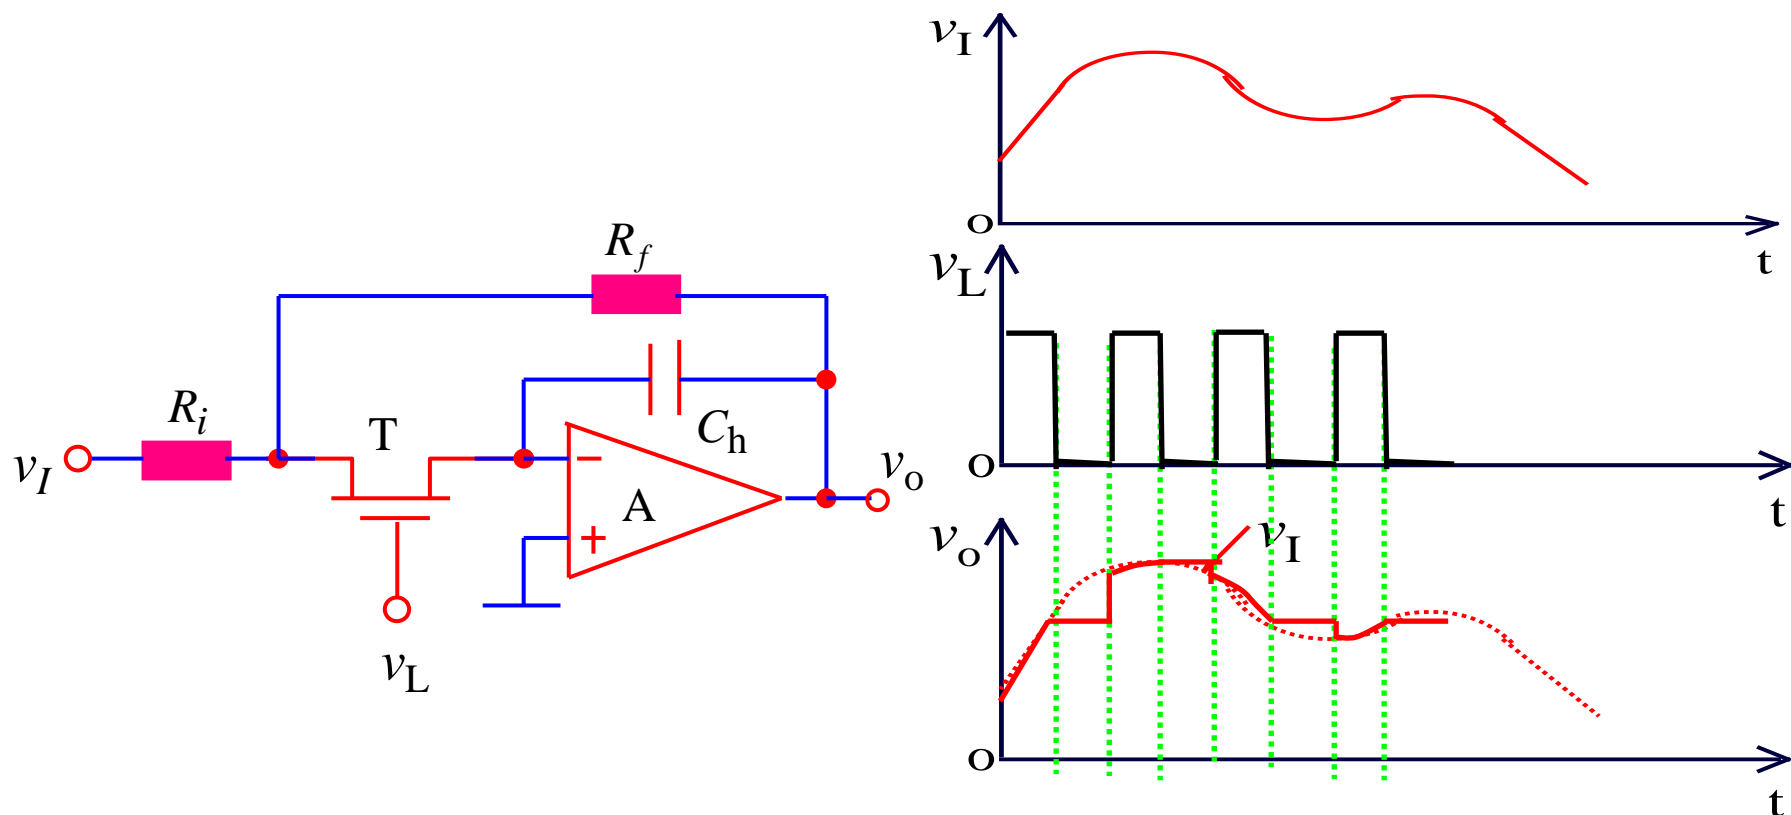 R_f
R_i
T
C_h
v_I
−
A
+
v_o
v_L
v_I
o
t
v_L
o
t
v_o
v_I
o
t